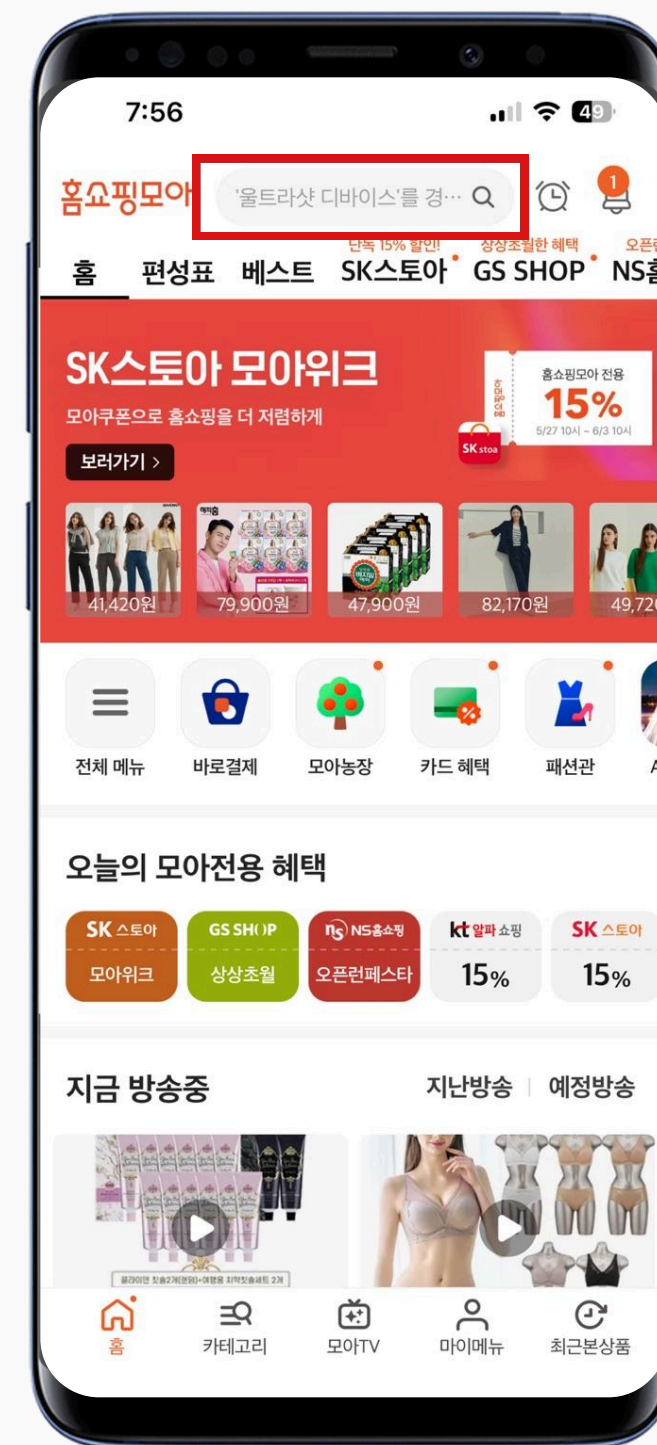 7:56
49
홈쇼핑모아
'울트라샷 디바이스'를 경…
1
단독 15% 할인!
상상초월한 혜택
오픈런
홈 편성표 베스트 SK스토아 GS SHOP NS홈
SK스토아 모아위크
모아쿠폰으로 홈쇼핑을 더 저렴하게
보러가기 >
홈쇼핑모아 전용
15%
5/27 10시 ~ 6/3 10시
SK stoa
41,420원 79,900원 47,900원 82,170원 49,720
전체 메뉴 바로결제 모아농장 카드 혜택 패션관 A
오늘의 모아전용 혜택
SK 스토아 GS SHOP NS홈쇼핑 kt 알파 쇼핑 SK 스토아
모아위크 상상초월 오픈런페스타 15% 15%
지금 방송중
지난방송 예정방송
홈 카테고리 모아TV 마이메뉴 최근본상품